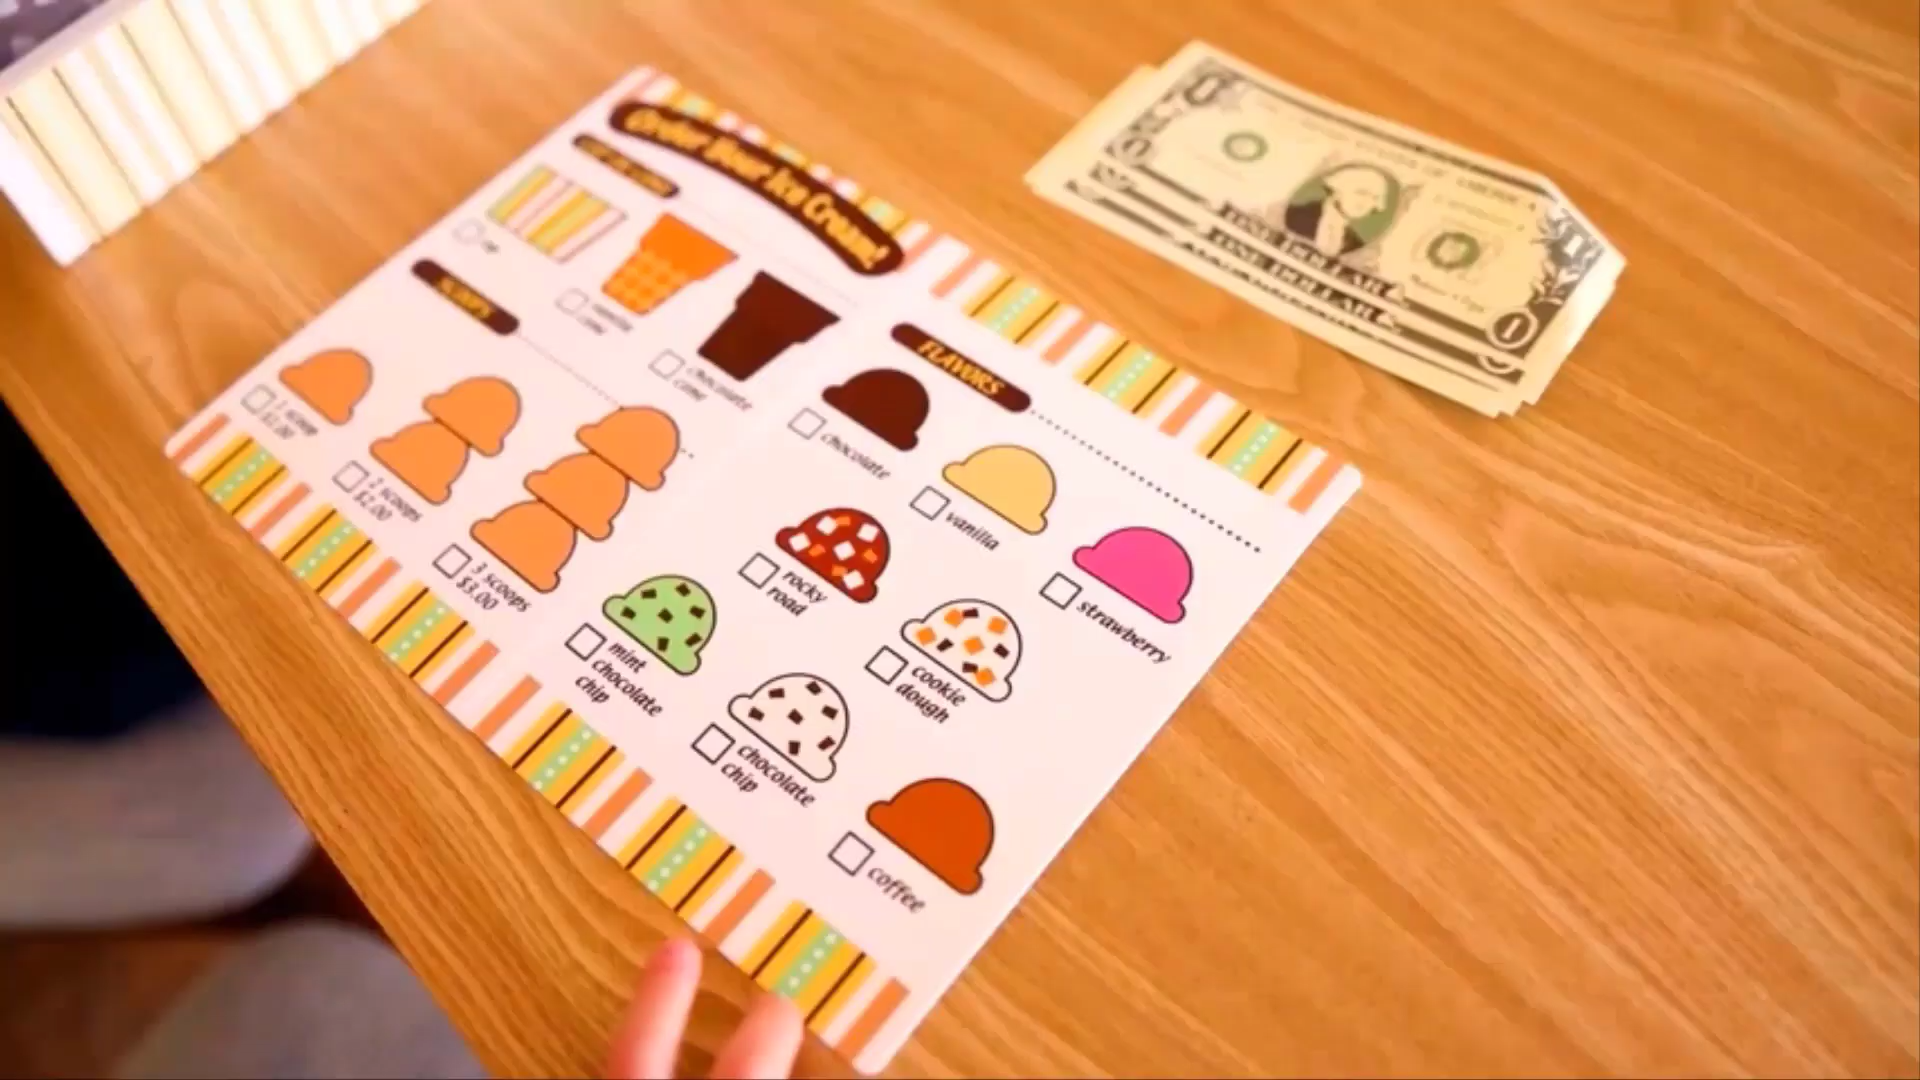 Order Your Ice Cream!
cup
vanilla
cone
chocolate
cone
SCOOPS
1 scoop
$1.00
2 scoops
$2.00
3 scoops
$3.00
FLAVORS
chocolate
vanilla
strawberry
rocky
road
cookie
dough
mint
chocolate
chip
chocolate
chip
coffee
ONE DOLLAR
ONE DOLLAR
1